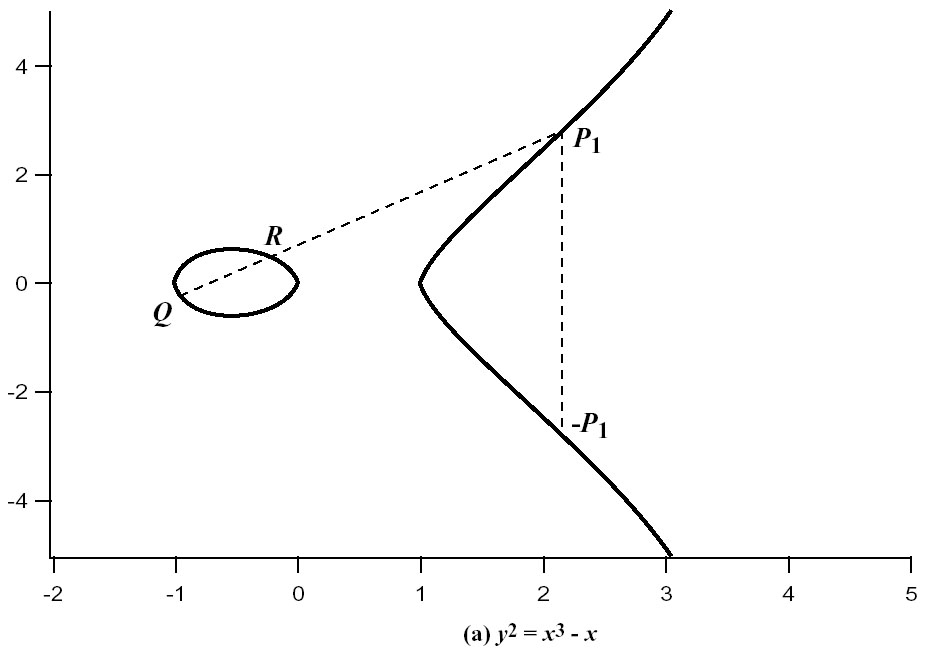 4
P₁
2
R
0
Q
-2
-P₁
-4
-2 -1 0 1 2 3 4 5
(a) y² = x³ - x